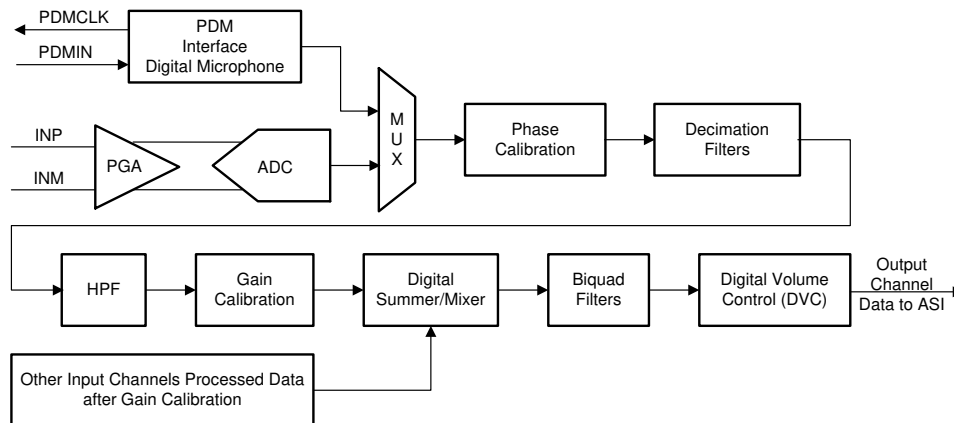 PDMCLK
PDMIN
PDM
Interface
Digital Microphone
INP
INM
PGA
ADC
M
U
X
Phase
Calibration
Decimation
Filters
HPF
Gain
Calibration
Digital
Summer/Mixer
Biquad
Filters
Digital Volume
Control (DVC)
Output
Channel
Data to ASI
Other Input Channels Processed Data
after Gain Calibration